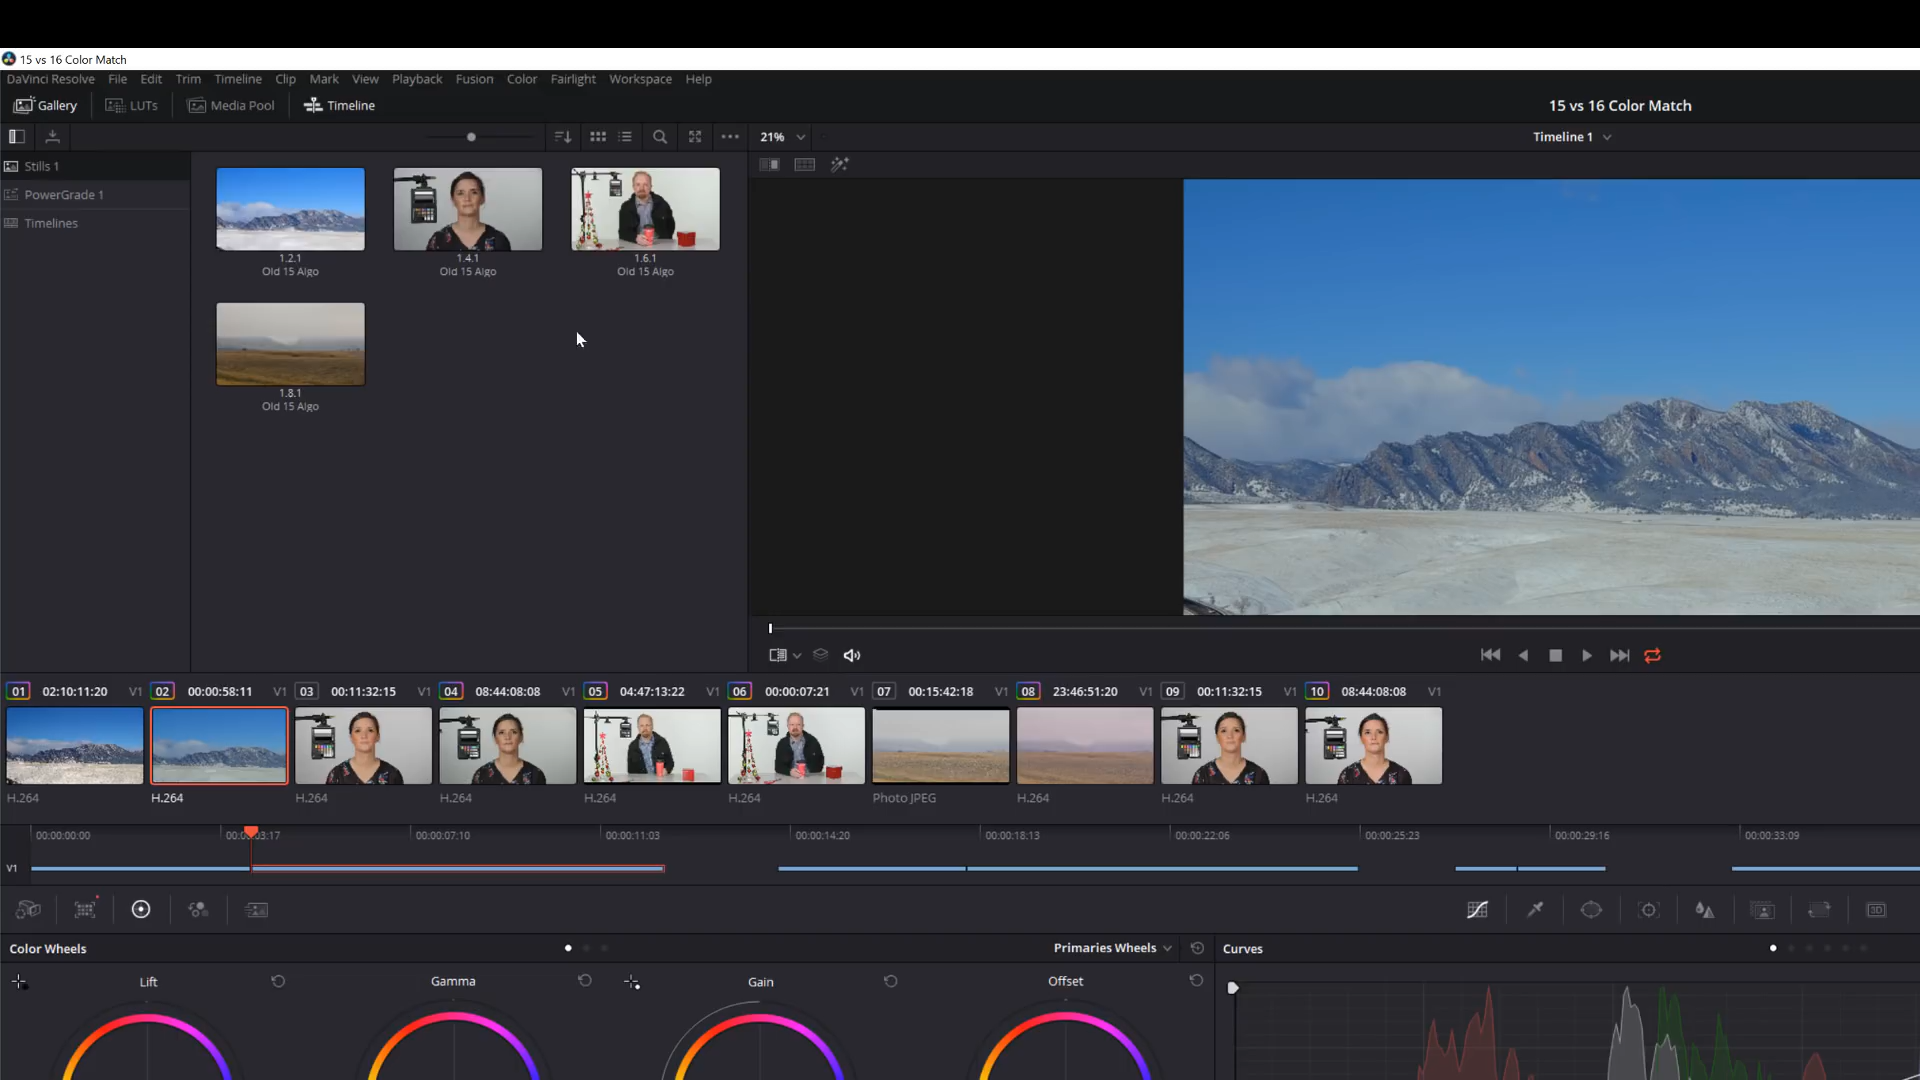 15 vs 16 Color Match
DaVinci Resolve File Edit Trim Timeline Clip Mark View Playback Fusion Color Fairlight Workspace Help
Gallery LUTs Media Pool Timeline 15 vs 16 Color Match
21% Timeline 1
Stills 1
PowerGrade 1
Timelines
1.2.1 1.4.1 1.6.1
Old 15 Algo Old 15 Algo Old 15 Algo
1.8.1
Old 15 Algo
01 02:10:11:20 V1 02 00:00:58:11 V1 03 00:11:32:15 V1 04 08:44:08:08 V1 05 04:47:13:22 V1 06 00:00:07:21 V1 07 00:15:42:18 V1 08 23:46:51:20 V1 09 00:11:32:15 V1 10 08:44:08:08 V1
H.264 H.264 H.264 H.264 H.264 H.264 Photo JPEG H.264 H.264 H.264
00:00:00:00 00:00:03:17 00:00:07:10 00:00:11:03 00:00:14:20 00:00:18:13 00:00:22:06 00:00:25:23 00:00:29:16 00:00:33:09
V1
3D
Color Wheels Primaries Wheels Curves
Lift Gamma Gain Offset